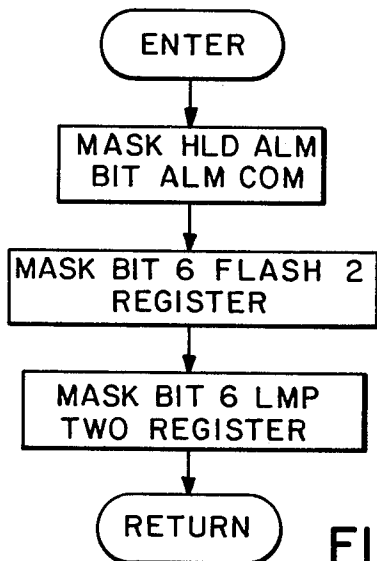 ENTER
MASK HLD ALM
BIT ALM COM
MASK BIT 6 FLASH 2
REGISTER
MASK BIT 6 LMP
TWO REGISTER
RETURN